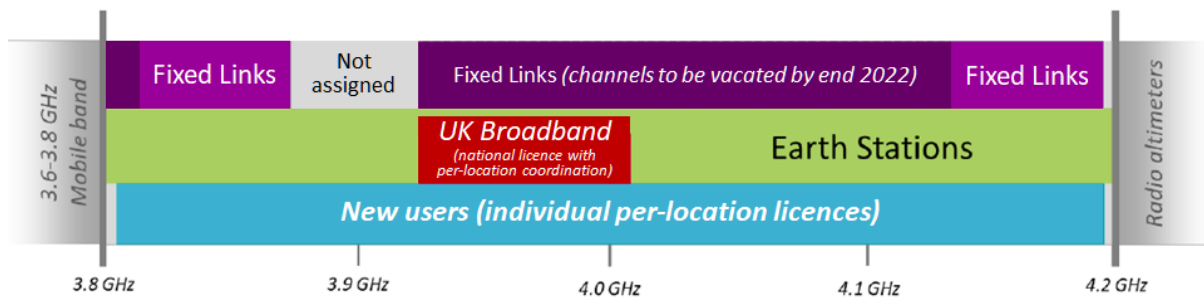 3.6-3.8 GHz
Mobile band
Fixed Links
Not
assigned
Fixed Links (channels to be vacated by end 2022)
Fixed Links
UK Broadband
(national licence with
per-location coordination)
Earth Stations
New users (individual per-location licences)
Radio altimeters
3.8 GHz
3.9 GHz
4.0 GHz
4.1 GHz
4.2 GHz